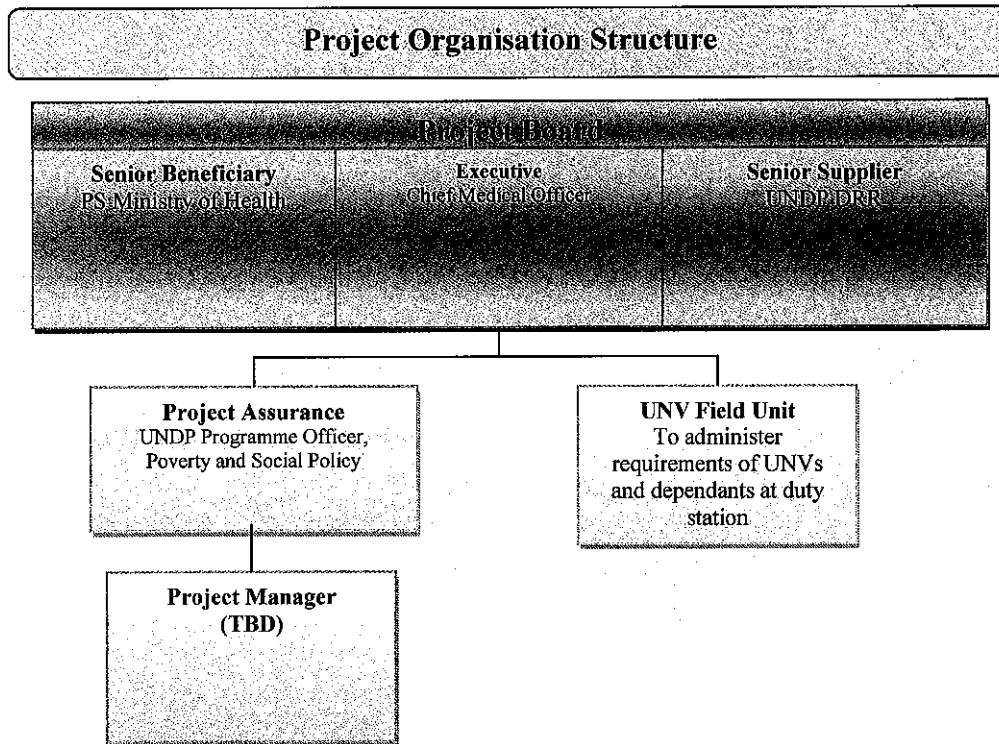 Project Organisation Structure
Project Board
Senior Beneficiary
PS Ministry of Health
Executive
Chief Medical Officer
Senior Supplier
UNDP DRR
Project Assurance
UNDP Programme Officer,
Poverty and Social Policy
UNV Field Unit
To administer
requirements of UNVs
and dependants at duty
station
Project Manager
(TBD)